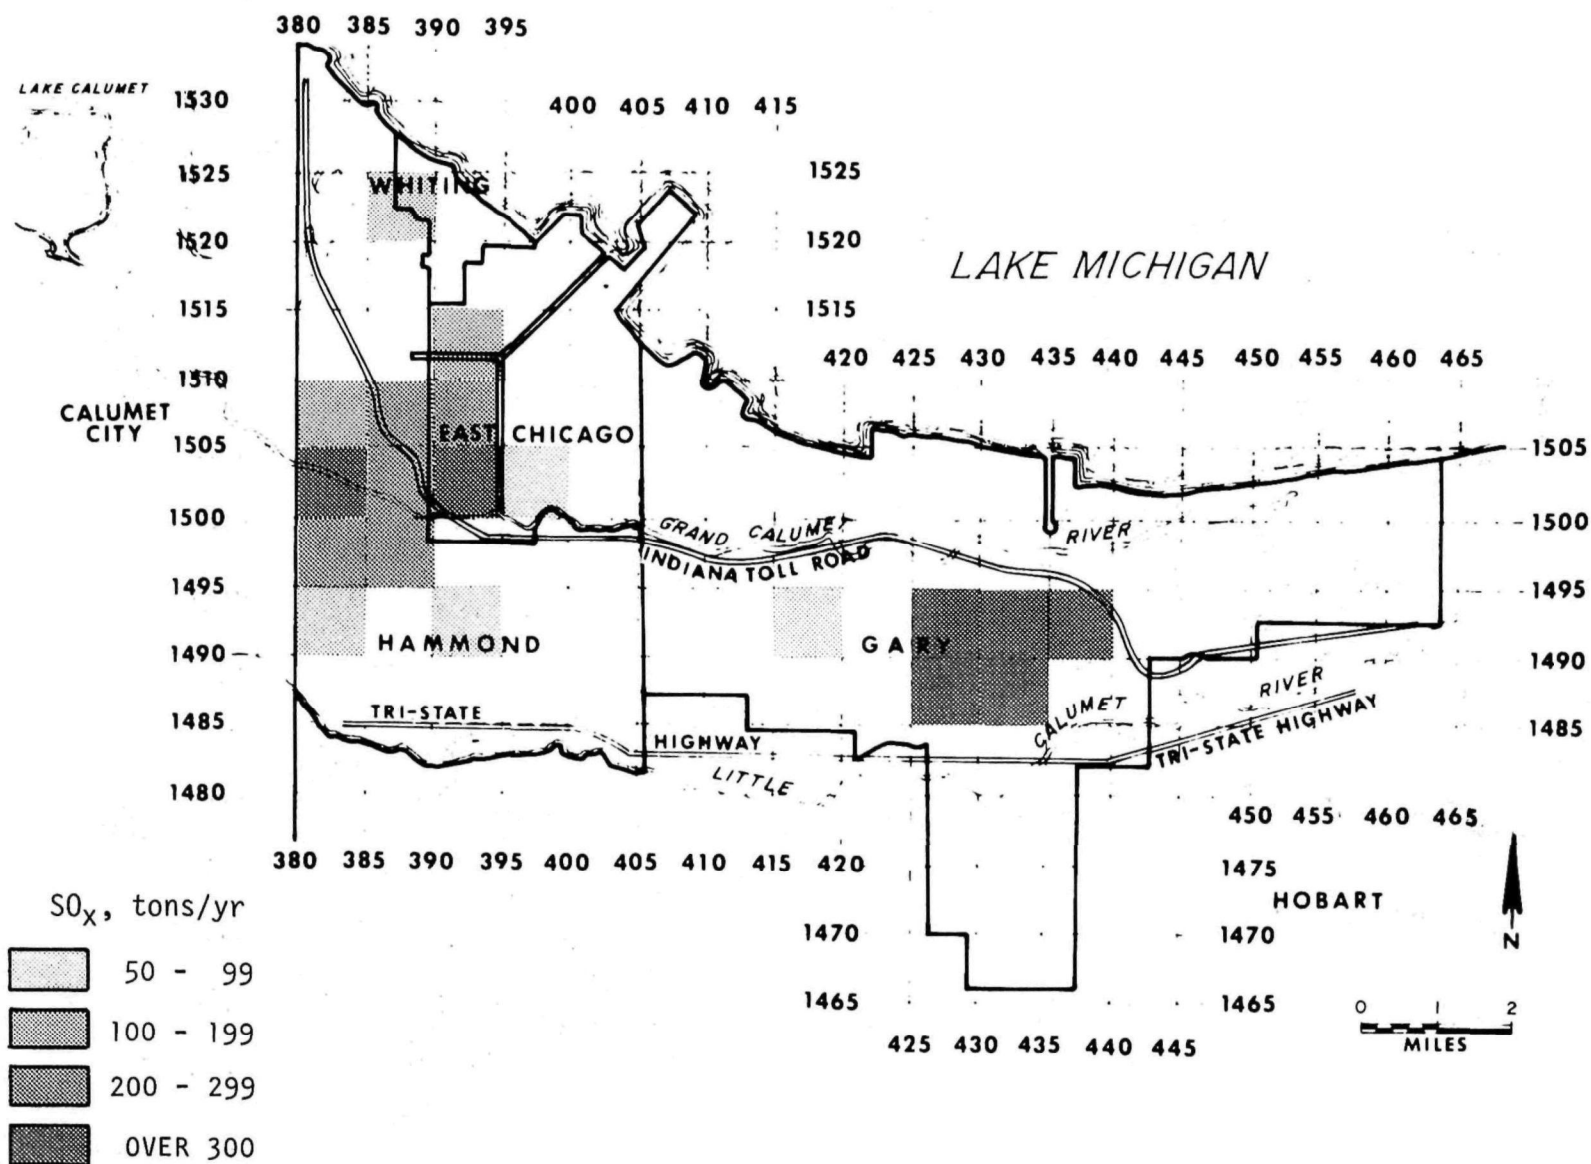 380 385 390 395
LAKE CALUMET
1530
400 405 410 415
1525
WHITING
1525
1520
1520
LAKE MICHIGAN
1515
1515
420 425 430 435 440 445 450 455 460 465
1510
CALUMET
CITY
1505
EAST CHICAGO
1505
1500
GRAND CALUMET
RIVER
1500
INDIANA TOLL ROAD
1495
1495
HAMMOND
GARY
1490
1490
RIVER
CALUMET
TRI-STATE
1485
1485
HIGHWAY
TRI-STATE HIGHWAY
LITTLE
1480
450 455 460 465
380 385 390 395 400 405 410 415 420
1475
HOBART
SOx, tons/yr
1470
1470
N
50 - 99
1465
1465
0 1 2
MILES
100 - 199
425 430 435 440 445
200 - 299
OVER 300